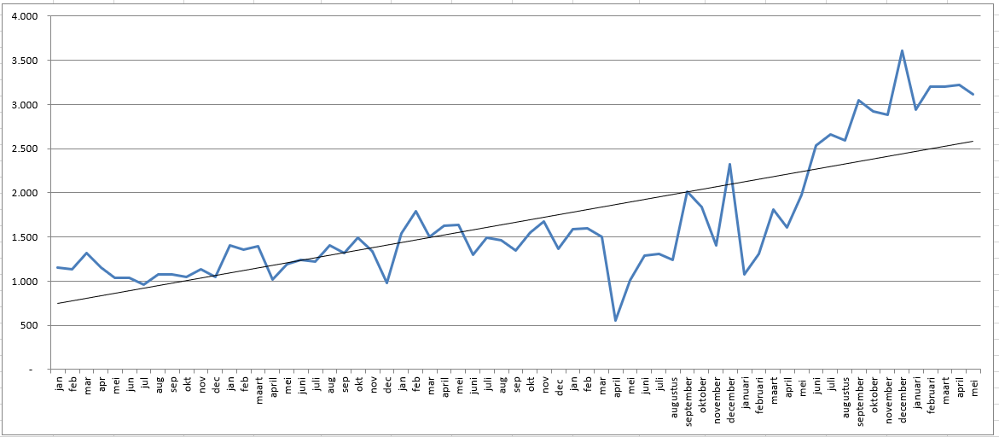 4.000
3.500
3.000
2.500
2.000
1.500
1.000
500
-
jan
feb
mar
apr
mei
jun
jul
aug
sep
okt
nov
dec
jan
feb
maart
april
mei
juni
juli
aug
sep
okt
nov
dec
jan
feb
mar
april
mei
juni
juli
aug
sep
okt
nov
dec
jan
feb
mar
april
mei
juni
juli
augustus
september
oktober
november
december
januari
februari
maart
april
mei
juni
juli
augustus
september
oktober
november
december
januari
februari
maart
april
mei